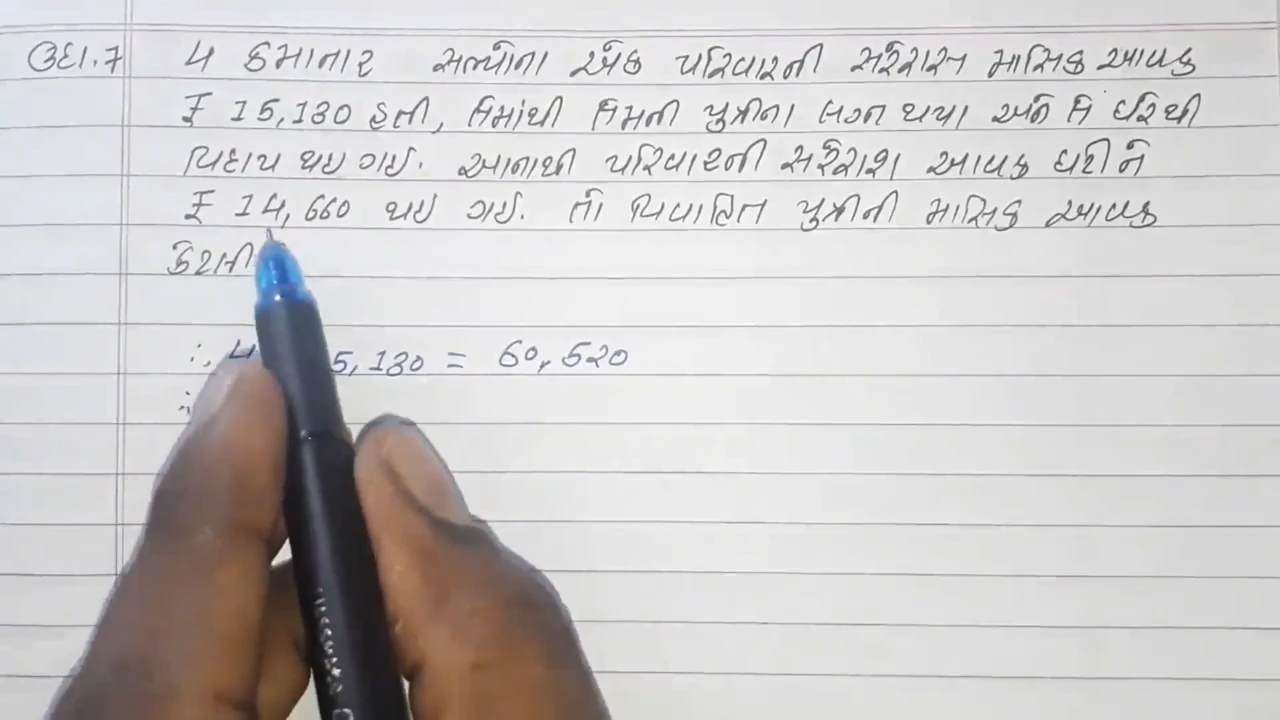 ઉદા.7 4 કમાનાર સભ્યોના એક પરિવારની સરેરાશ માસિક આવક
₹ 15,130 હતી, તેમાંથી તેમની પુત્રીના લગ્ન થયા અને તે ઘરેથી
વિદાય થઇ ગઇ. આનાથી પરિવારની સરેરાશ આવક ઘટીને
₹ 14,660 થઇ ગઇ. તો વિવાહિત પુત્રીની માસિક આવક
કેટલી
∴ 4 5,130 = 60,520
∴